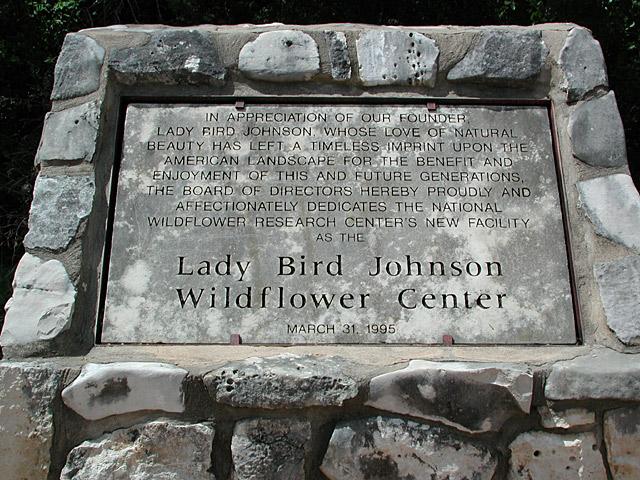 IN APPRECIATION OF OUR FOUNDER,
LADY BIRD JOHNSON, WHOSE LOVE OF NATURAL
BEAUTY HAS LEFT A TIMELESS IMPRINT UPON THE
AMERICAN LANDSCAPE FOR THE BENEFIT AND
ENJOYMENT OF THIS AND FUTURE GENERATIONS,
THE BOARD OF DIRECTORS HEREBY PROUDLY AND
AFFECTIONATELY DEDICATES THE NATIONAL
WILDFLOWER RESEARCH CENTER'S NEW FACILITY
AS THE
Lady Bird Johnson
Wildflower Center
MARCH 31, 1995